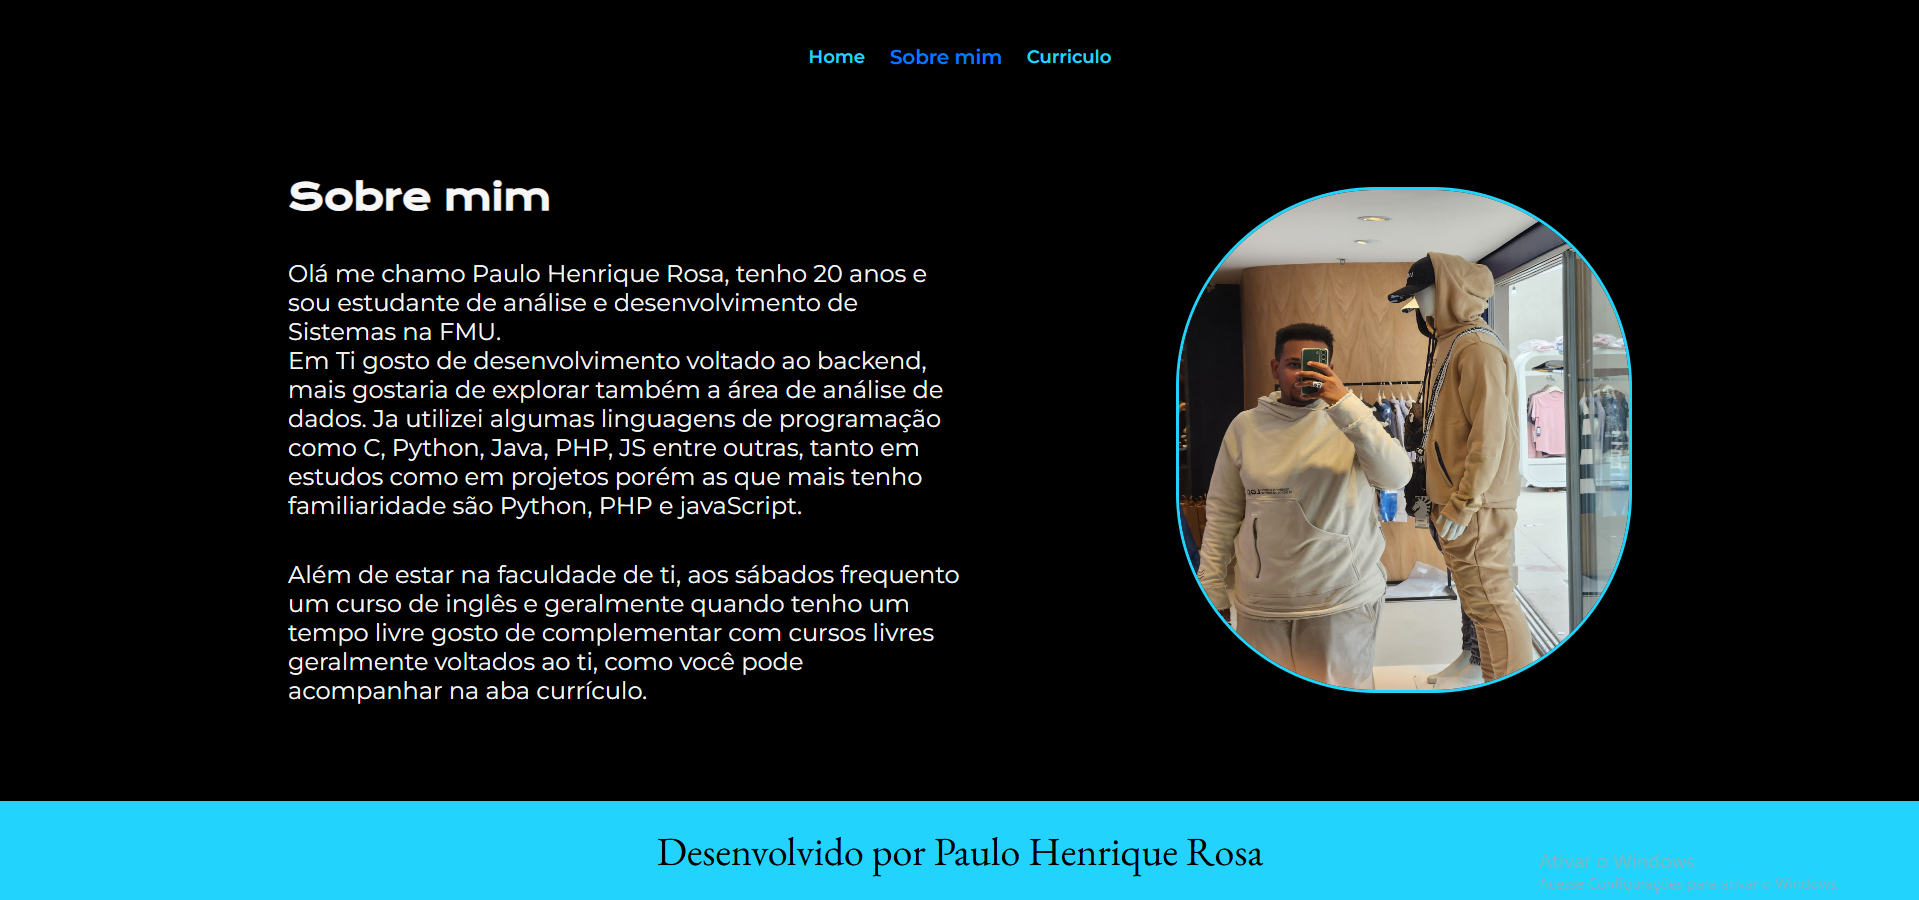 Home Sobre mim Curriculo
Sobre mim
Olá me chamo Paulo Henrique Rosa, tenho 20 anos e
sou estudante de análise e desenvolvimento de
Sistemas na FMU.
Em Ti gosto de desenvolvimento voltado ao backend,
mais gostaria de explorar também a área de análise de
dados. Ja utilizei algumas linguagens de programação
como C, Python, Java, PHP, JS entre outras, tanto em
estudos como em projetos porém as que mais tenho
familiaridade são Python, PHP e javaScript.
Além de estar na faculdade de ti, aos sábados frequento
um curso de inglês e geralmente quando tenho um
tempo livre gosto de complementar com cursos livres
geralmente voltados ao ti, como você pode
acompanhar na aba currículo.
Desenvolvido por Paulo Henrique Rosa
Ativar o Windows
Acesse Configurações para ativar o Windows.